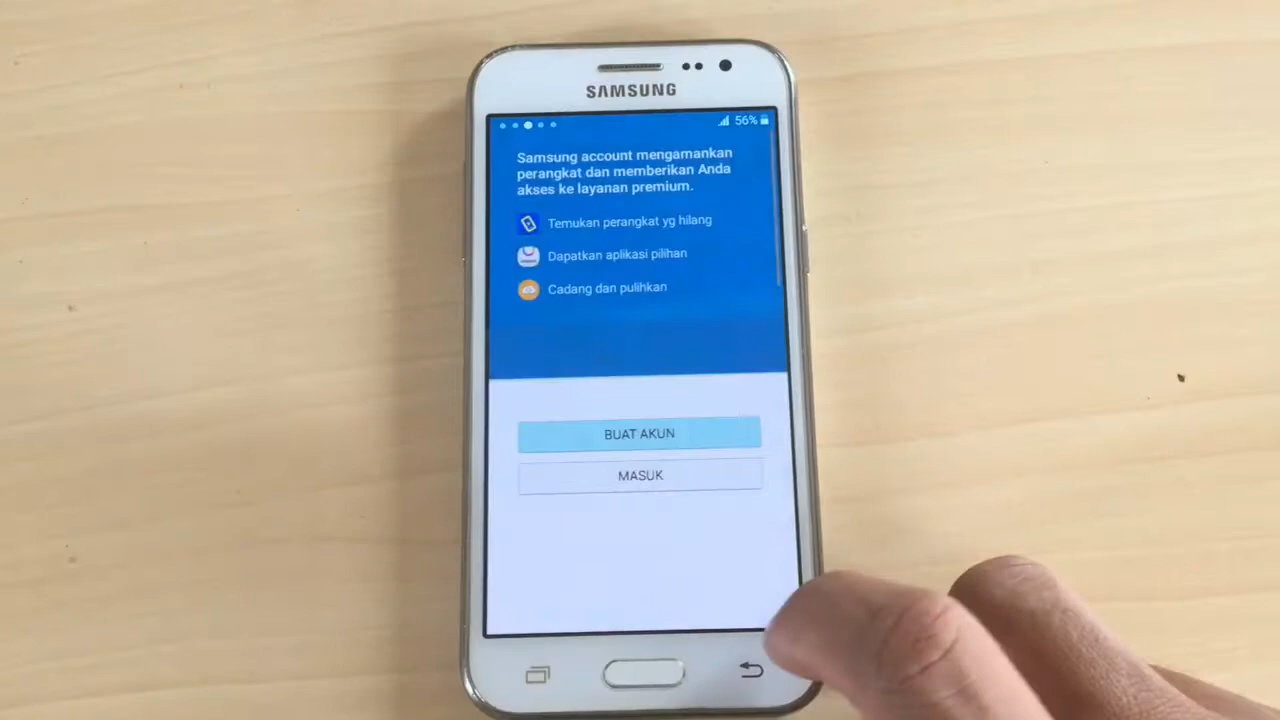 SAMSUNG
56%
Samsung account mengamankan
perangkat dan memberikan Anda
akses ke layanan premium.
Temukan perangkat yg hilang
Dapatkan aplikasi pilihan
Cadang dan pulihkan
BUAT AKUN
MASUK